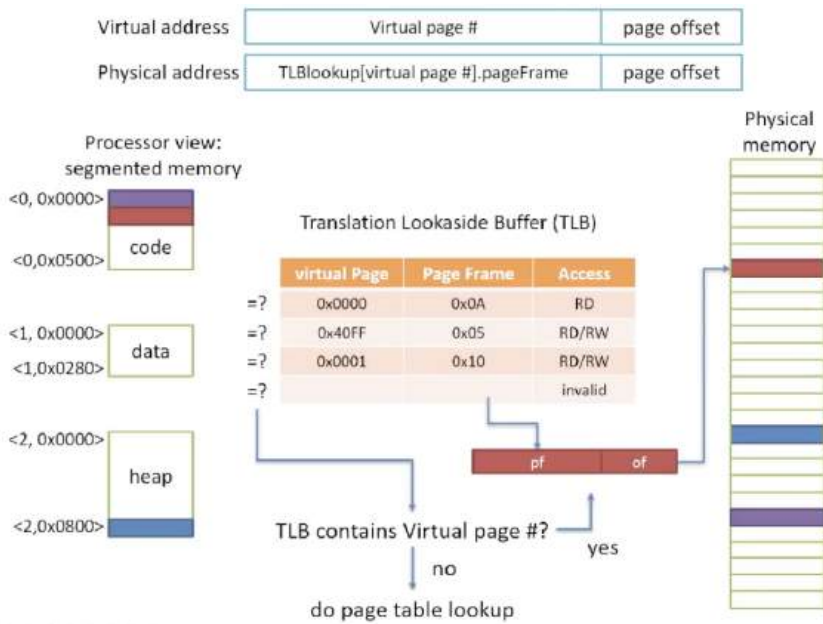 Virtual address
Virtual page #
page offset
Physical address
TLBlookup[virtual page #].pageFrame
page offset
Processor view:
segmented memory
Physical
memory
<0, 0x0000>
code
<0,0x0500>
<1, 0x0000>
data
<1,0x0280>
<2, 0x0000>
heap
<2,0x0800>
Translation Lookaside Buffer (TLB)
virtual Page Page Frame Access
=? 0x0000 0x0A RD
=? 0x40FF 0x05 RD/RW
=? 0x0001 0x10 RD/RW
=? invalid
pf of
TLB contains Virtual page #?
yes
no
do page table lookup